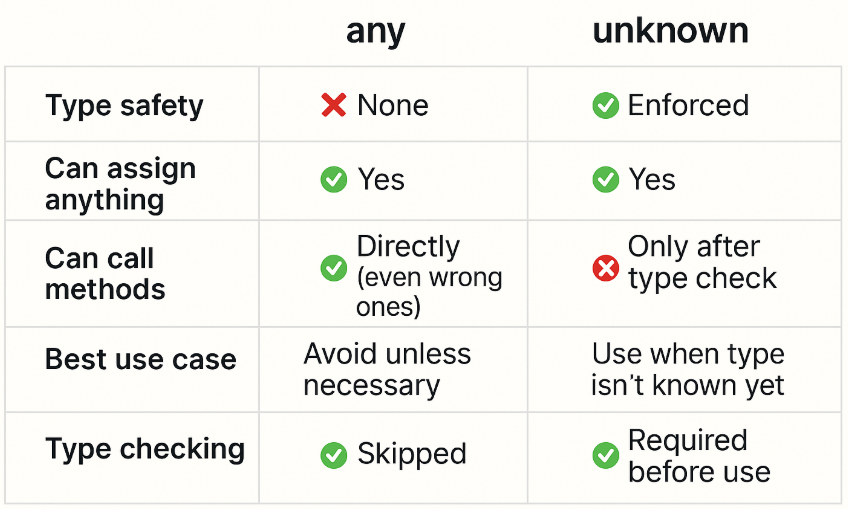 any unknown
Type safety None Enforced
Can assign
anything
Yes Yes
Can call
methods
Directly
(even wrong
ones)
Only after
type check
Best use case
Avoid unless
necessary
Use when type
isn't known yet
Type checking Skipped
Required
before use